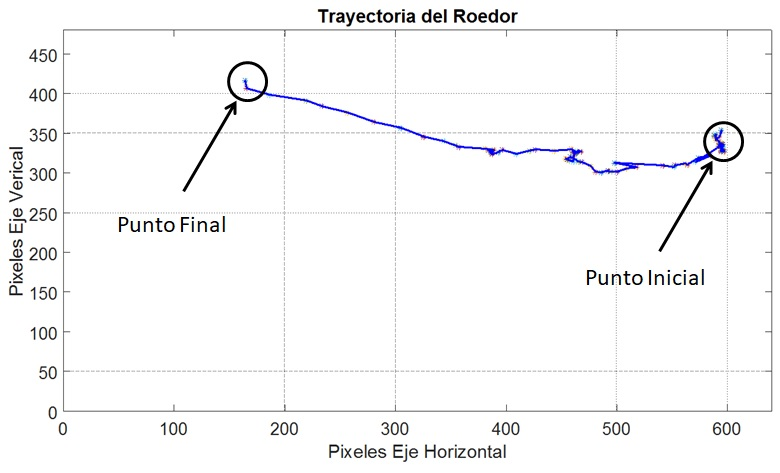 Trayectoria del Roedor
450
400
350
300
250
200
150
100
50
0
Pixeles Eje Verical
Punto Final
Punto Inicial
0 100 200 300 400 500 600
Pixeles Eje Horizontal